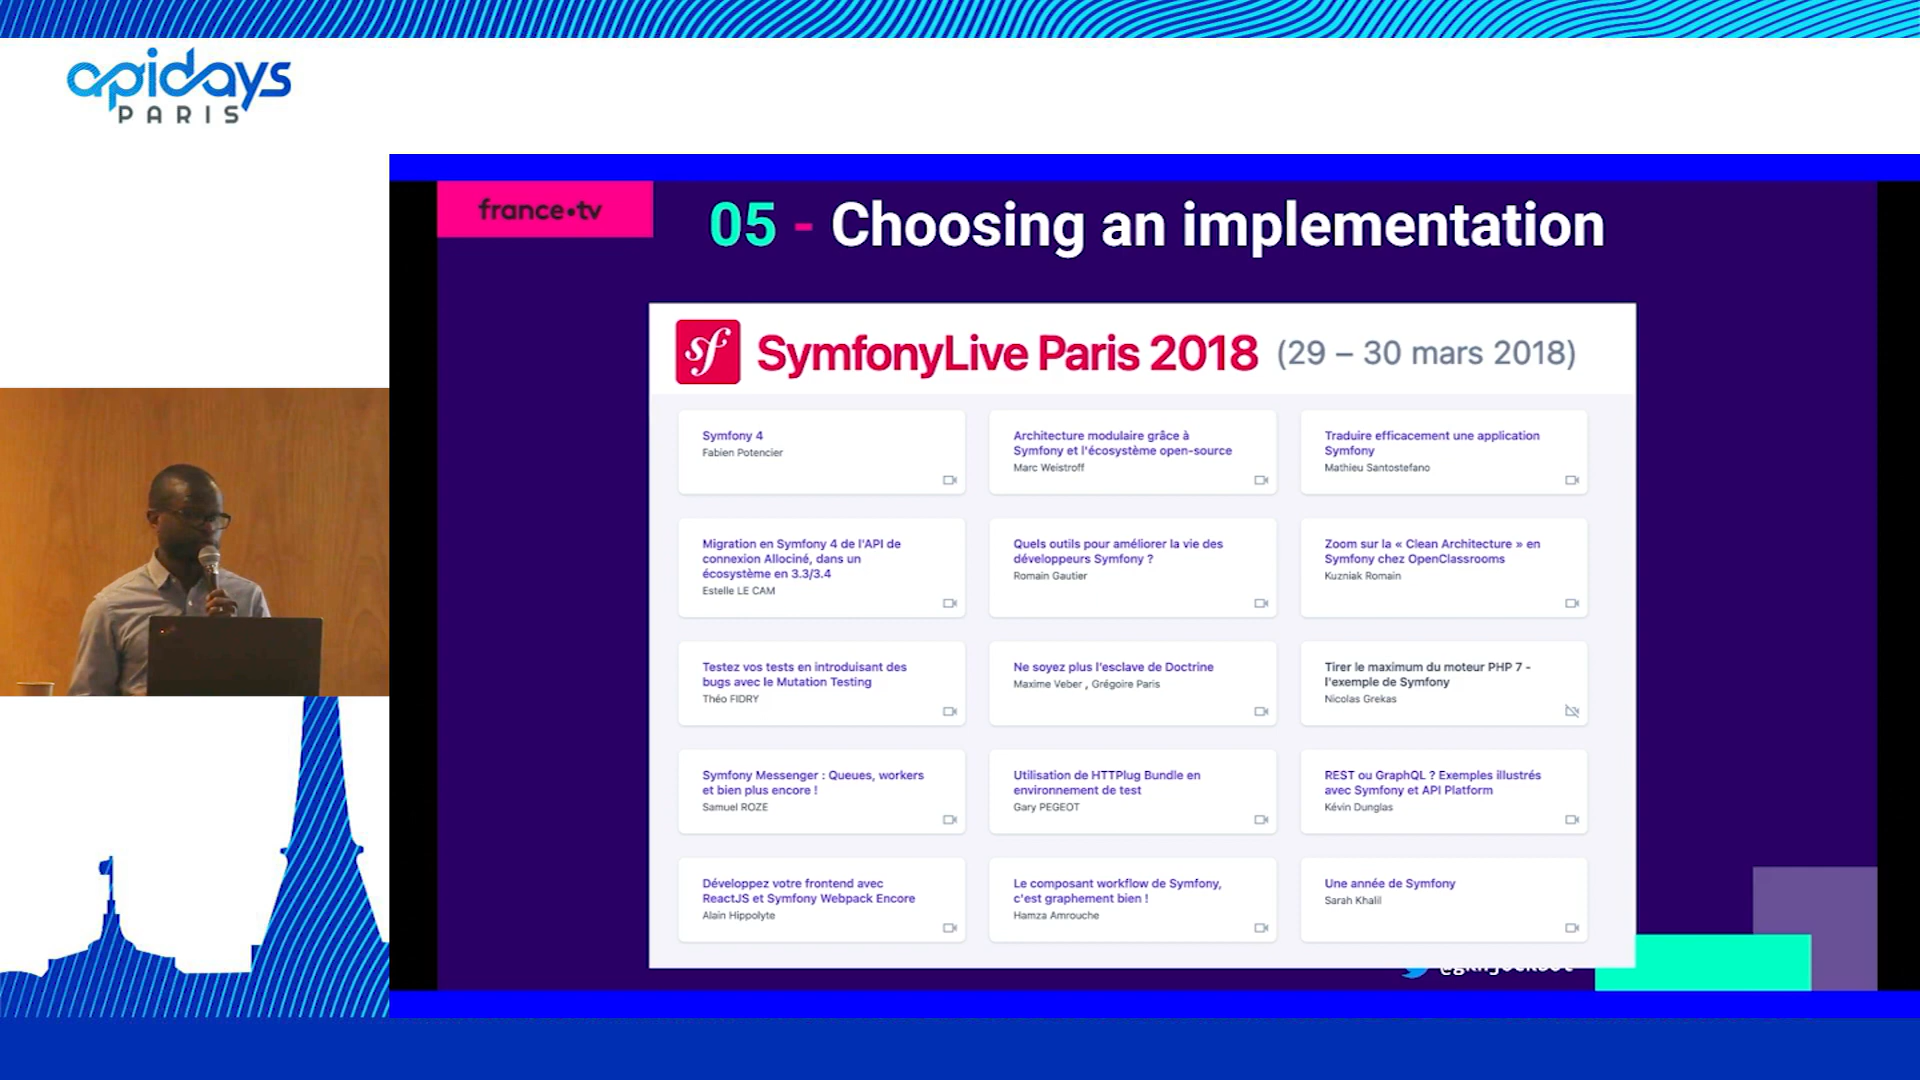 apidays
PARIS
france•tv
05 - Choosing an implementation
sf
SymfonyLive Paris 2018 (29 – 30 mars 2018)
Symfony 4
Fabien Potencier
Architecture modulaire grâce à
Symfony et l'écosystème open-source
Marc Weistroff
Traduire efficacement une application
Symfony
Mathieu Santostefano
Migration en Symfony 4 de l'API de
connexion Allociné, dans un
écosystème en 3.3/3.4
Estelle LE CAM
Quels outils pour améliorer la vie des
développeurs Symfony ?
Romain Gautier
Zoom sur la « Clean Architecture » en
Symfony chez OpenClassrooms
Kuzniak Romain
Testez vos tests en introduisant des
bugs avec le Mutation Testing
Théo FIDRY
Ne soyez plus l'esclave de Doctrine
Maxime Veber , Grégoire Paris
Tirer le maximum du moteur PHP 7 -
l'exemple de Symfony
Nicolas Grekas
Symfony Messenger : Queues, workers
et bien plus encore !
Samuel ROZE
Utilisation de HTTPlug Bundle en
environnement de test
Gary PEGEOT
REST ou GraphQL ? Exemples illustrés
avec Symfony et API Platform
Kévin Dunglas
Développez votre frontend avec
ReactJS et Symfony Webpack Encore
Alain Hippolyte
Le composant workflow de Symfony,
c'est graphement bien !
Hamza Amrouche
Une année de Symfony
Sarah Khalil